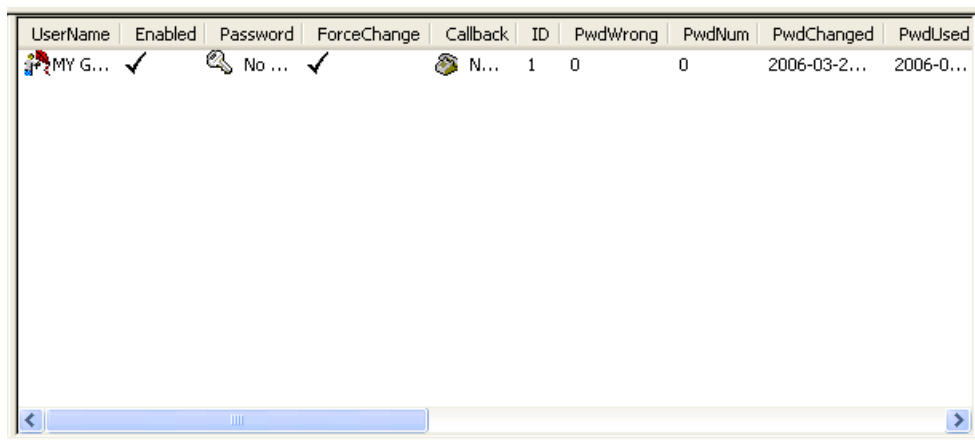 UserName Enabled Password ForceChange Callback ID PwdWrong PwdNum PwdChanged PwdUsed
MY G... No ... N... 1 0 0 2006-03-2... 2006-0...